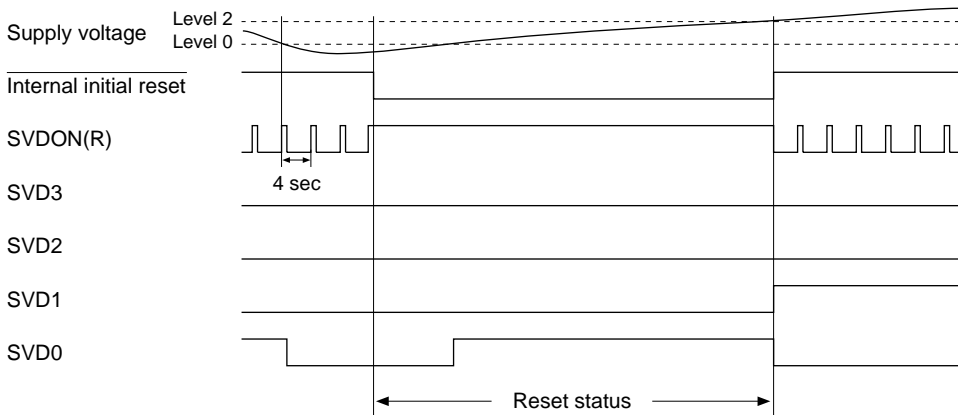 Supply voltage
Level 2
Level 0
Internal initial reset
SVDON(R)
4 sec
SVD3
SVD2
SVD1
SVD0
Reset status